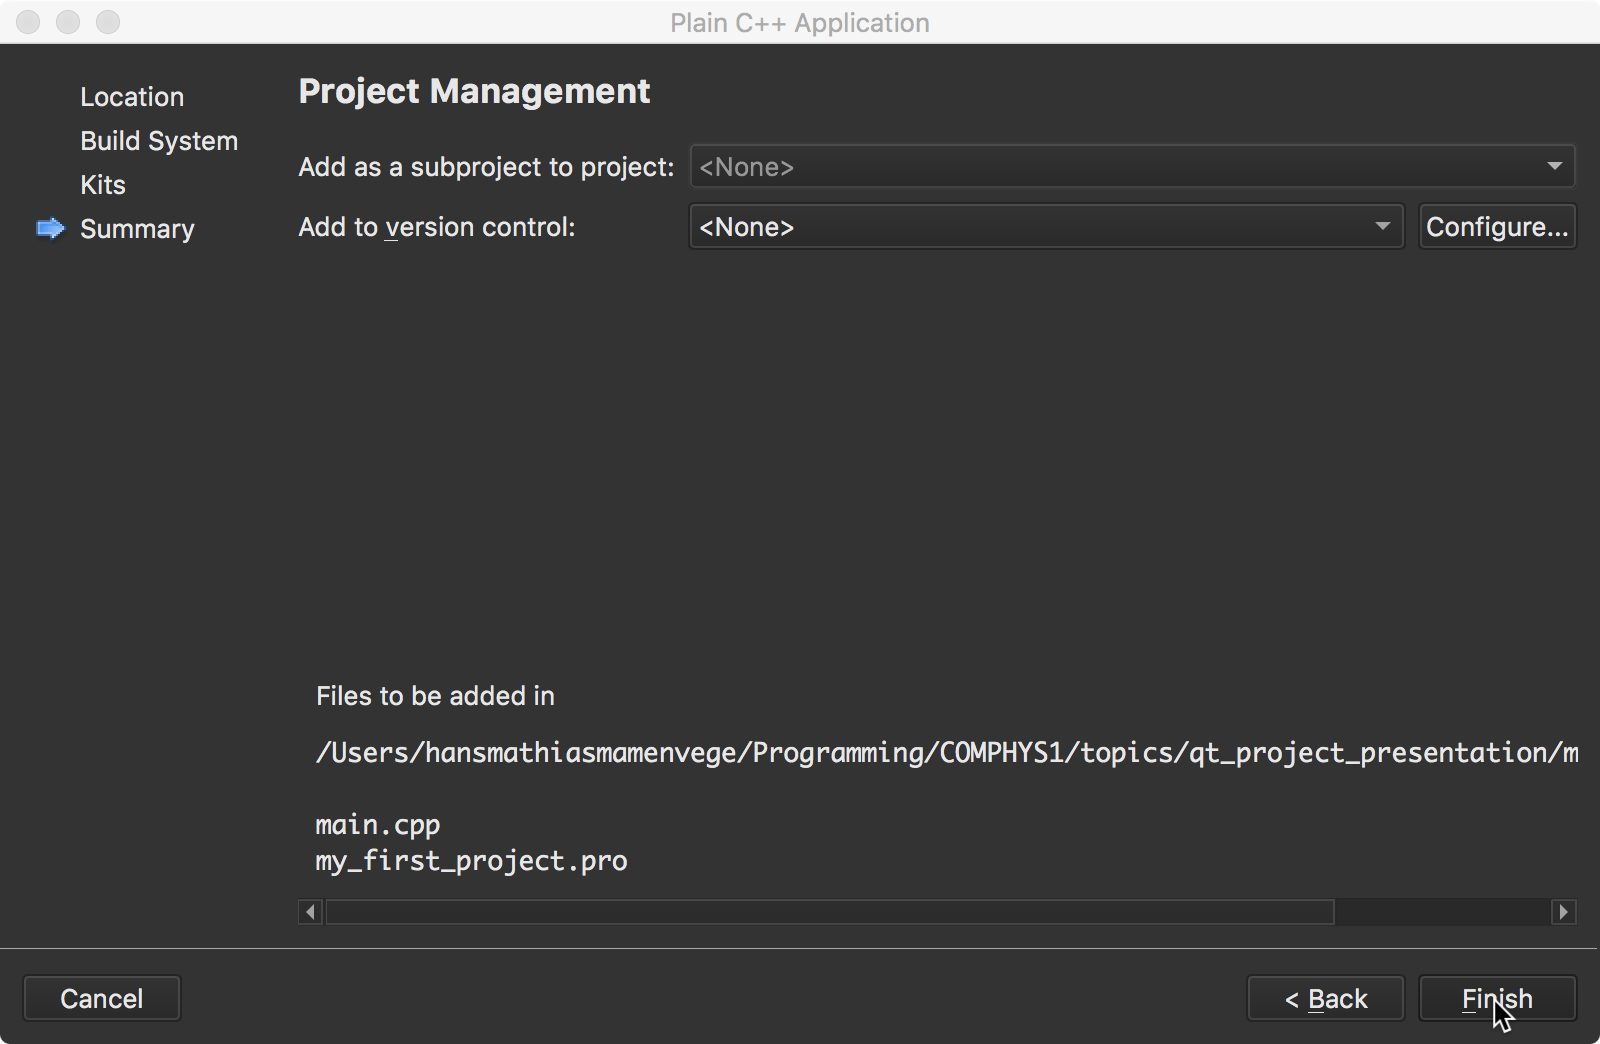 Plain C++ Application
Location
Build System
Kits
Summary
Project Management
Add as a subproject to project: <None>
Add to version control: <None> Configure...
Files to be added in
/Users/hansmathiasmamenvege/Programming/COMPHYS1/topics/qt_project_presentation/m
main.cpp
my_first_project.pro
Cancel < Back Finish